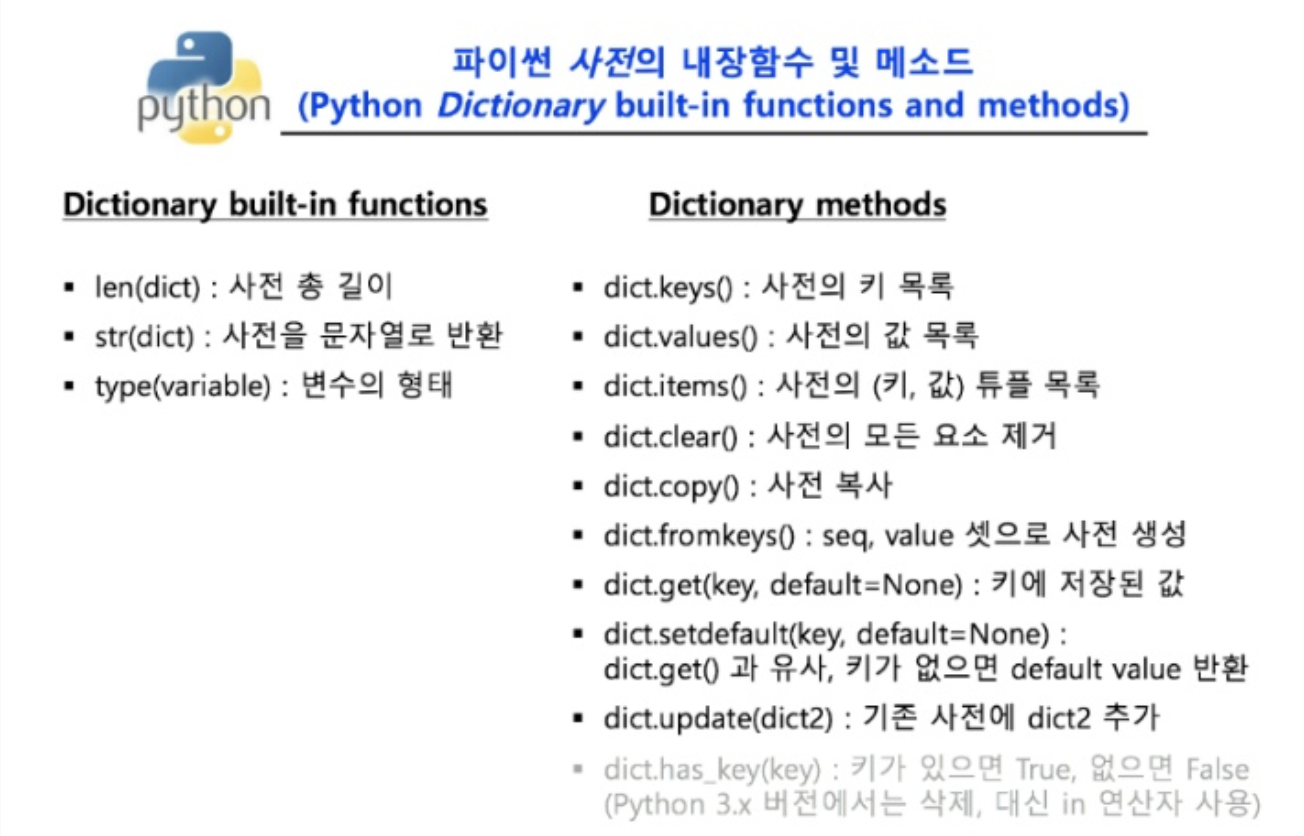 python
파이썬 사전의 내장함수 및 메소드
(Python Dictionary built-in functions and methods)
Dictionary built-in functions
▪ len(dict) : 사전 총 길이
▪ str(dict) : 사전을 문자열로 반환
▪ type(variable) : 변수의 형태
Dictionary methods
▪ dict.keys() : 사전의 키 목록
▪ dict.values() : 사전의 값 목록
▪ dict.items() : 사전의 (키, 값) 튜플 목록
▪ dict.clear() : 사전의 모든 요소 제거
▪ dict.copy() : 사전 복사
▪ dict.fromkeys() : seq, value 셋으로 사전 생성
▪ dict.get(key, default=None) : 키에 저장된 값
▪ dict.setdefault(key, default=None) :
dict.get() 과 유사, 키가 없으면 default value 반환
▪ dict.update(dict2) : 기존 사전에 dict2 추가
▪ dict.has_key(key) : 키가 있으면 True, 없으면 False
(Python 3.x 버전에서는 삭제, 대신 in 연산자 사용)